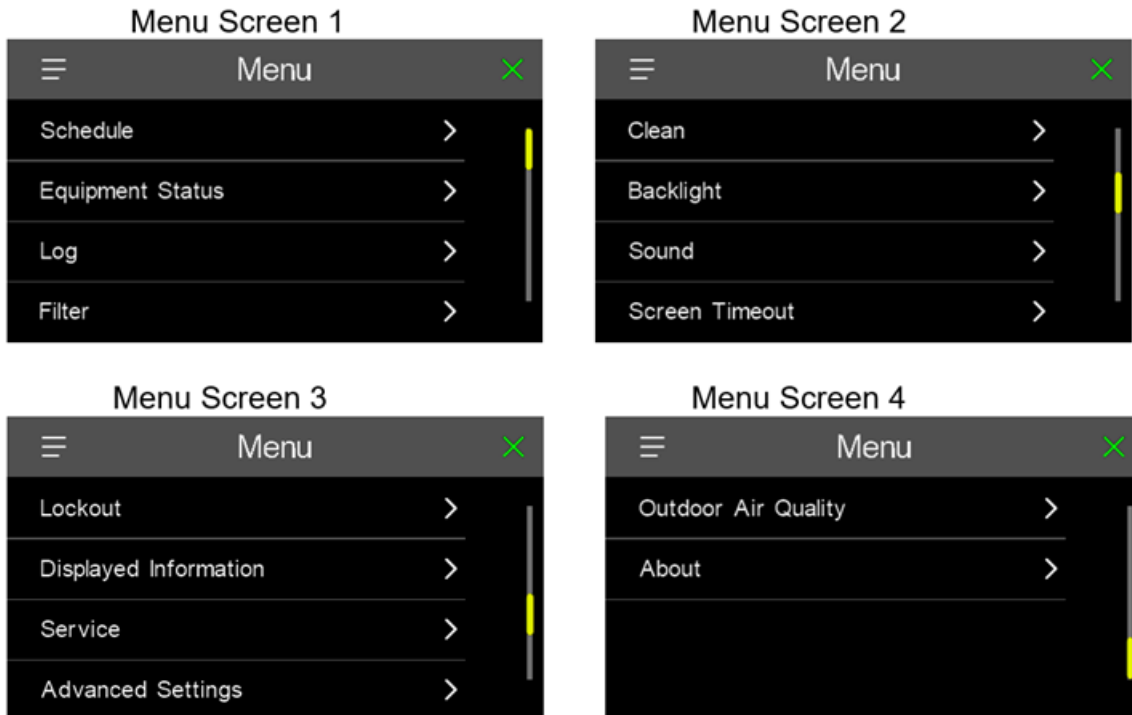 Menu Screen 1
Menu
Schedule
Equipment Status
Log
Filter
Menu Screen 2
Menu
Clean
Backlight
Sound
Screen Timeout
Menu Screen 3
Menu
Lockout
Displayed Information
Service
Advanced Settings
Menu Screen 4
Menu
Outdoor Air Quality
About